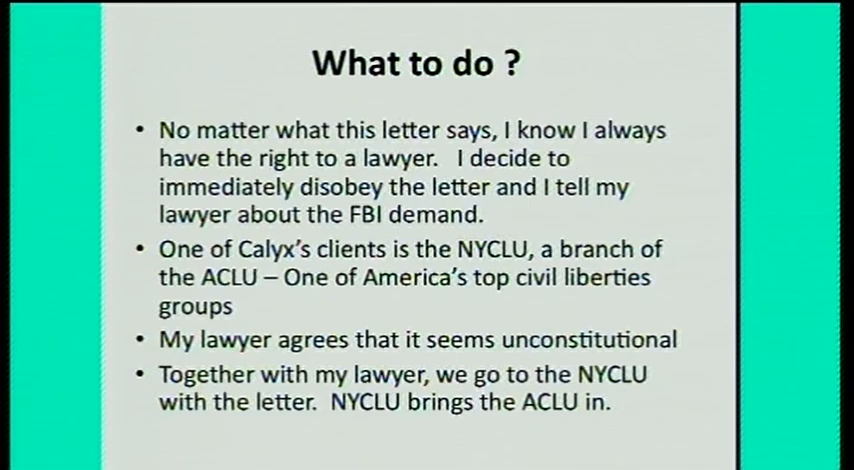 What to do ?
• No matter what this letter says, I know I always
have the right to a lawyer. I decide to
immediately disobey the letter and I tell my
lawyer about the FBI demand.
• One of Calyx's clients is the NYCLU, a branch of
the ACLU – One of America's top civil liberties
groups
• My lawyer agrees that it seems unconstitutional
• Together with my lawyer, we go to the NYCLU
with the letter. NYCLU brings the ACLU in.